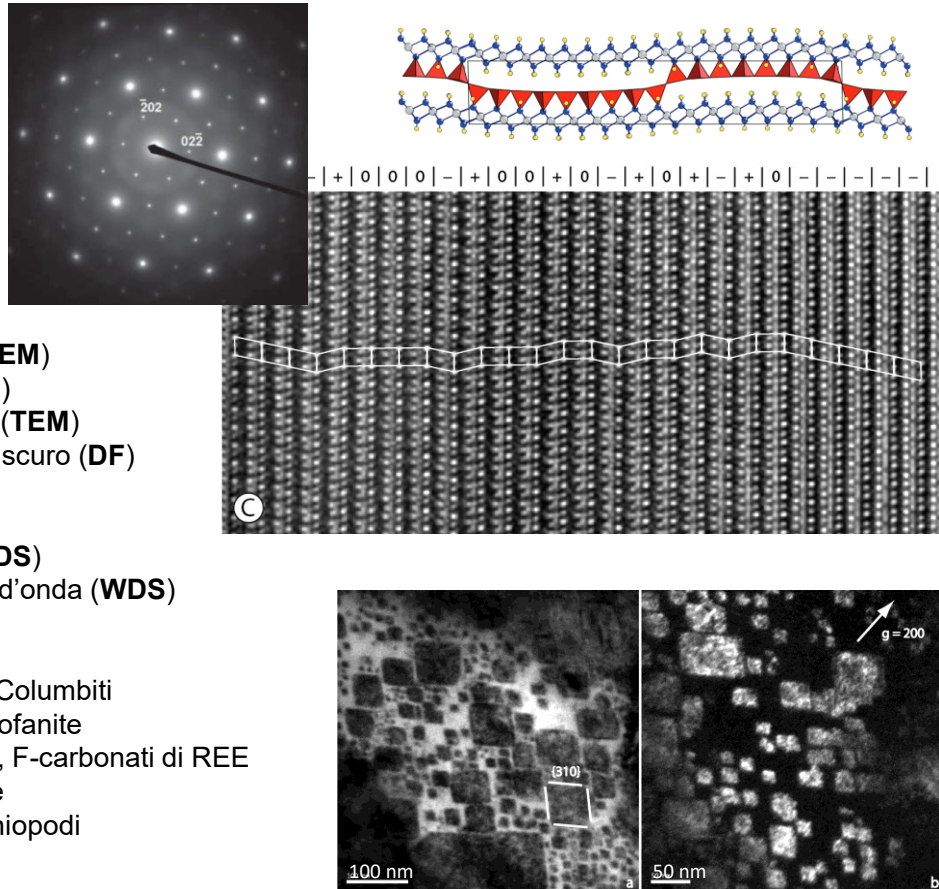 2̄02
022̄
– | + | 0 | 0 | 0 | – | + | 0 | 0 | + | 0 | – | + | 0 | + | – | + | 0 | – | – | – | – | – |
EM)
)
(TEM)
scuro (DF)
C
DS)
d'onda (WDS)
Columbiti
ofanite
, F-carbonati di REE
e
hiopodi
{310}
100 nm
a
g = 200
50 nm
b